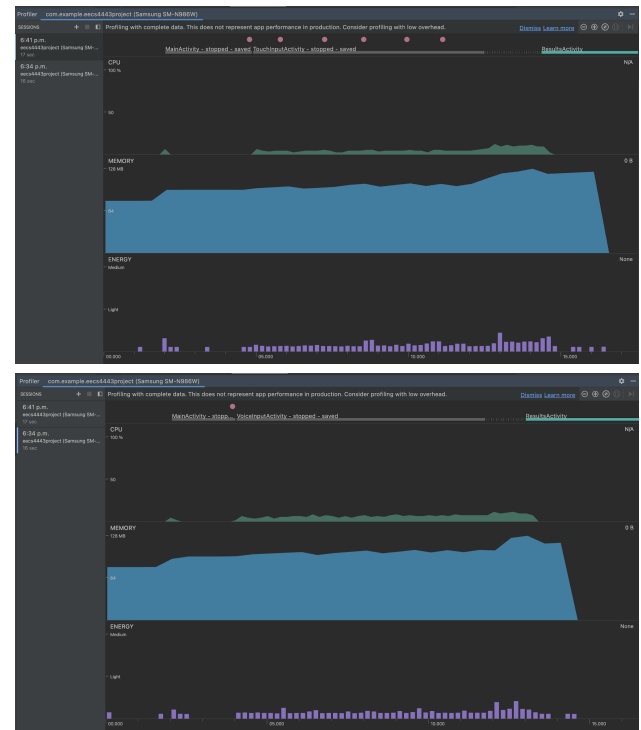 Profiler com.example.eecs4443project (Samsung SM-N986W)
SESSIONS Profiling with complete data. This does not represent app performance in production. Consider profiling with low overhead. Dismiss Learn more
6:41 p.m.
eecs4443project (Samsung SM-...
17 sec
6:34 p.m.
eecs4443project (Samsung SM-...
16 sec
MainActivity - stopped - saved TouchInputActivity - stopped - saved ResultsActivity
CPU N/A
100 %
50
MEMORY 0 B
128 MB
64
ENERGY None
Medium
Light
00.000 05.000 10.000 15.000
Profiler com.example.eecs4443project (Samsung SM-N986W)
SESSIONS Profiling with complete data. This does not represent app performance in production. Consider profiling with low overhead. Dismiss Learn more
6:41 p.m.
eecs4443project (Samsung SM-...
17 sec
6:34 p.m.
eecs4443project (Samsung SM-...
16 sec
MainActivity - stopp... VoiceInputActivity - stopped - saved ResultsActivity
CPU N/A
100 %
50
MEMORY 0 B
128 MB
64
ENERGY None
Medium
Light
00.000 05.000 10.000 15.000